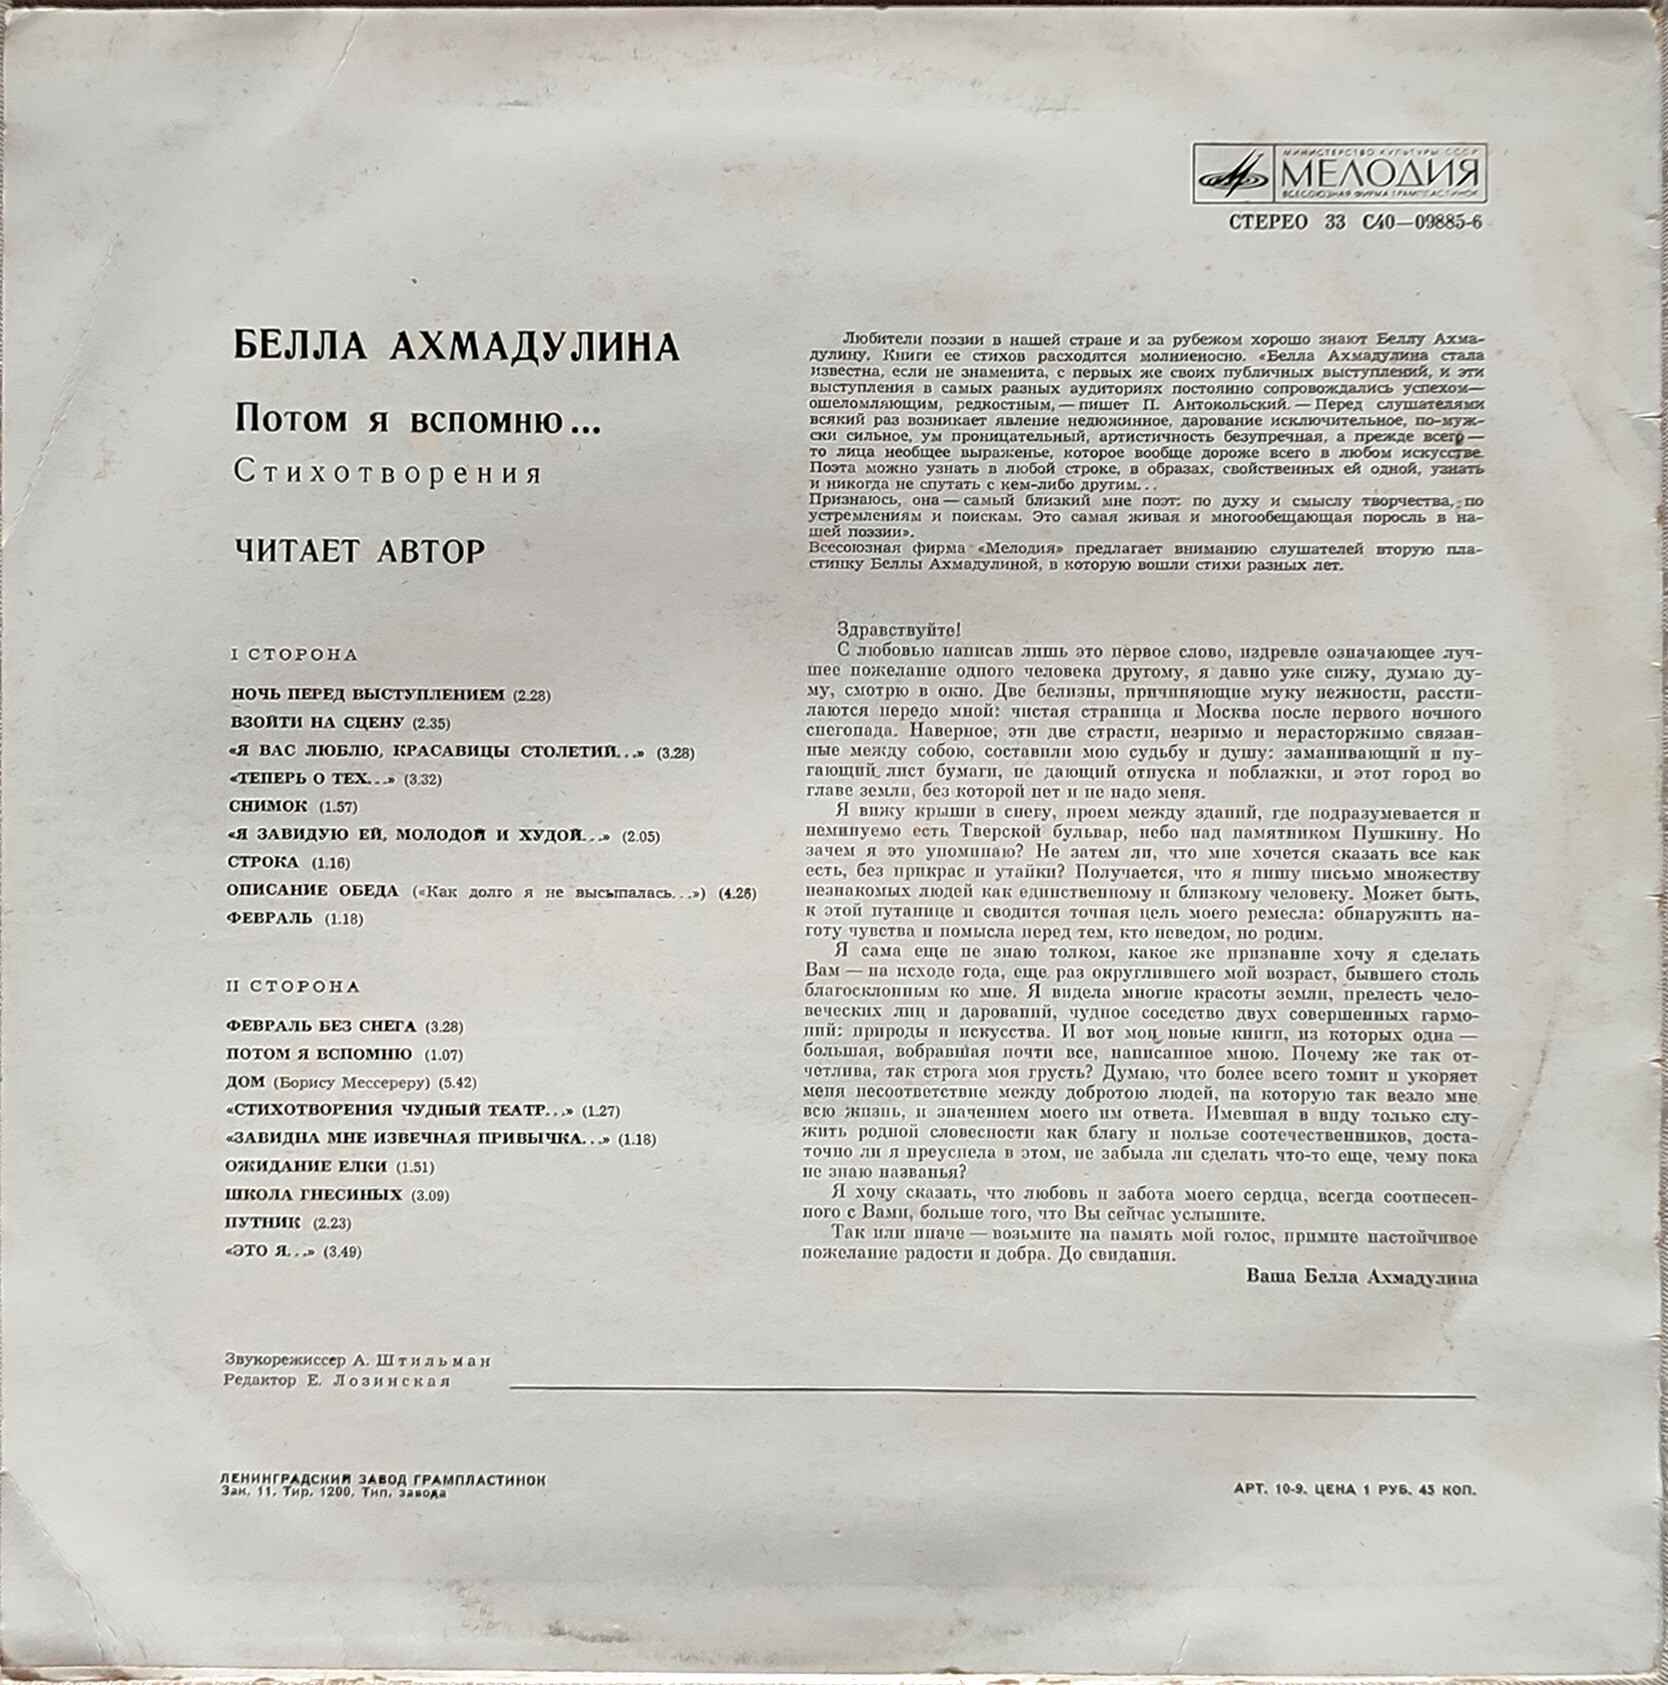 МИНИСТЕРСТВО КУЛЬТУРЫ СССР
МЕЛОДИЯ
ВСЕСОЮЗНАЯ ФИРМА ГРАМПЛАСТИНОК
СТЕРЕО 33 С40—09885-6
БЕЛЛА АХМАДУЛИНА
Потом я вспомню...
Стихотворения
ЧИТАЕТ АВТОР
I СТОРОНА
НОЧЬ ПЕРЕД ВЫСТУПЛЕНИЕМ (2.28)
ВЗОЙТИ НА СЦЕНУ (2.35)
«Я ВАС ЛЮБЛЮ, КРАСАВИЦЫ СТОЛЕТИЙ...» (3.28)
«ТЕПЕРЬ О ТЕХ...» (3.32)
СНИМОК (1.57)
«Я ЗАВИДУЮ ЕЙ, МОЛОДОЙ И ХУДОЙ...» (2.05)
СТРОКА (1.16)
ОПИСАНИЕ ОБЕДА («Как долго я не высыпалась...») (4.26)
ФЕВРАЛЬ (1.18)
II СТОРОНА
ФЕВРАЛЬ БЕЗ СНЕГА (3.28)
ПОТОМ Я ВСПОМНЮ (1.07)
ДОМ (Борису Мессереру) (5.42)
«СТИХОТВОРЕНИЯ ЧУДНЫЙ ТЕАТР...» (1.27)
«ЗАВИДНА МНЕ ИЗВЕЧНАЯ ПРИВЫЧКА...» (1.18)
ОЖИДАНИЕ ЕЛКИ (1.51)
ШКОЛА ГНЕСИНЫХ (3.09)
ПУТНИК (2.23)
«ЭТО Я...» (3.49)
Звукорежиссер А. Штильман
Редактор Е. Лозинская
Любители поэзии в нашей стране и за рубежом хорошо знают Беллу Ахма-
дулину. Книги ее стихов расходятся молниеносно. «Белла Ахмадулина стала
известна, если не знаменита, с первых же своих публичных выступлений, и эти
выступления в самых разных аудиториях постоянно сопровождались успехом—
ошеломляющим, редкостным,—пишет П. Антокольский.—Перед слушателями
всякий раз возникает явление недюжинное, дарование исключительное, по-муж-
ски сильное, ум проницательный, артистичность безупречная, а прежде всего—
то лица необщее выраженье, которое вообще дороже всего в любом искусстве.
Поэта можно узнать в любой строке, в образах, свойственных ей одной, узнать
и никогда не спутать с кем-либо другим...
Признаюсь, она—самый близкий мне поэт: по духу и смыслу творчества, по
устремлениям и поискам. Это самая живая и многообещающая поросль в на-
шей поэзии».
Всесоюзная фирма «Мелодия» предлагает вниманию слушателей вторую пла-
стинку Беллы Ахмадулиной, в которую вошли стихи разных лет.
Здравствуйте!
С любовью написав лишь это первое слово, издревле означающее луч-
шее пожелание одного человека другому, я давно уже сижу, думаю ду-
му, смотрю в окно. Две белизны, причиняющие муку нежности, рассти-
лаются передо мной: чистая страница и Москва после первого ночного
снегопада. Наверное, эти две страсти, незримо и нерасторжимо связан-
ные между собою, составили мою судьбу и душу: заманивающий и пу-
гающий лист бумаги, не дающий отпуска и поблажки, и этот город во
главе земли, без которой нет и не надо меня.
Я вижу крыши в снегу, проем между зданий, где подразумевается и
неминуемо есть Тверской бульвар, небо над памятником Пушкину. Но
зачем я это упоминаю? Не затем ли, что мне хочется сказать все как
есть, без прикрас и утайки? Получается, что я пишу письмо множеству
незнакомых людей как единственному и близкому человеку. Может быть,
к этой путанице и сводится точная цель моего ремесла: обнаружить на-
готу чувства и помысла перед тем, кто неведом, но родим.
Я сама еще не знаю толком, какое же признание хочу я сделать
Вам—на исходе года, еще раз округлившего мой возраст, бывшего столь
благосклонным ко мне. Я видела многие красоты земли, прелесть чело-
веческих лиц и дарований, чудное соседство двух совершенных гармо-
ний: природы и искусства. И вот мои новые книги, из которых одна—
большая, вобравшая почти все, написанное мною. Почему же так от-
четлива, так строга моя грусть? Думаю, что более всего томит и укоряет
меня несоответствие между добротою людей, на которую так везло мне
всю жизнь, и значением моего им ответа. Имевшая в виду только слу-
жить родной словесности как благу и пользе соотечественников, доста-
точно ли я преуспела в этом, не забыла ли сделать что-то еще, чему пока
не знаю названья?
Я хочу сказать, что любовь и забота моего сердца, всегда соотнесен-
ного с Вами, больше того, что Вы сейчас услышите.
Так или иначе—возьмите на память мой голос, примите настойчивое
пожелание радости и добра. До свидания.
Ваша Белла Ахмадулина
ЛЕНИНГРАДСКИЙ ЗАВОД ГРАМПЛАСТИНОК
Зак. 11. Тир. 1200. Тип. завода
АРТ. 10-9. ЦЕНА 1 РУБ. 45 КОП.